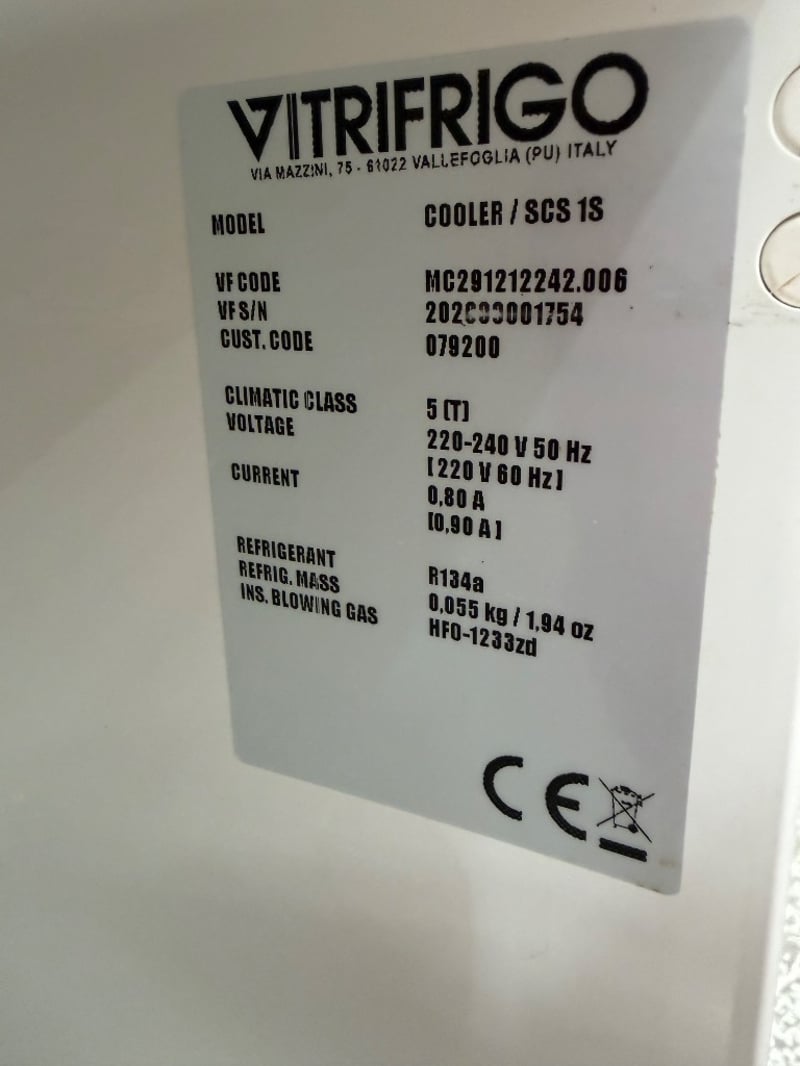 VITRIFRIGO
VIA MAZZINI, 75 - 61022 VALLEFOGLIA (PU) ITALY
MODEL COOLER / SCS 1S
VF CODE MC291212242.006
VF S/N
CUST. CODE 079200
CLIMATIC CLASS 5 (T)
VOLTAGE 220-240 V 50 Hz
[220 V 60 Hz]
CURRENT 0,80 A
[0,90 A]
REFRIGERANT R134a
REFRIG. MASS 0,055 kg / 1,94 oz
INS. BLOWING GAS HFO-1233zd
CE